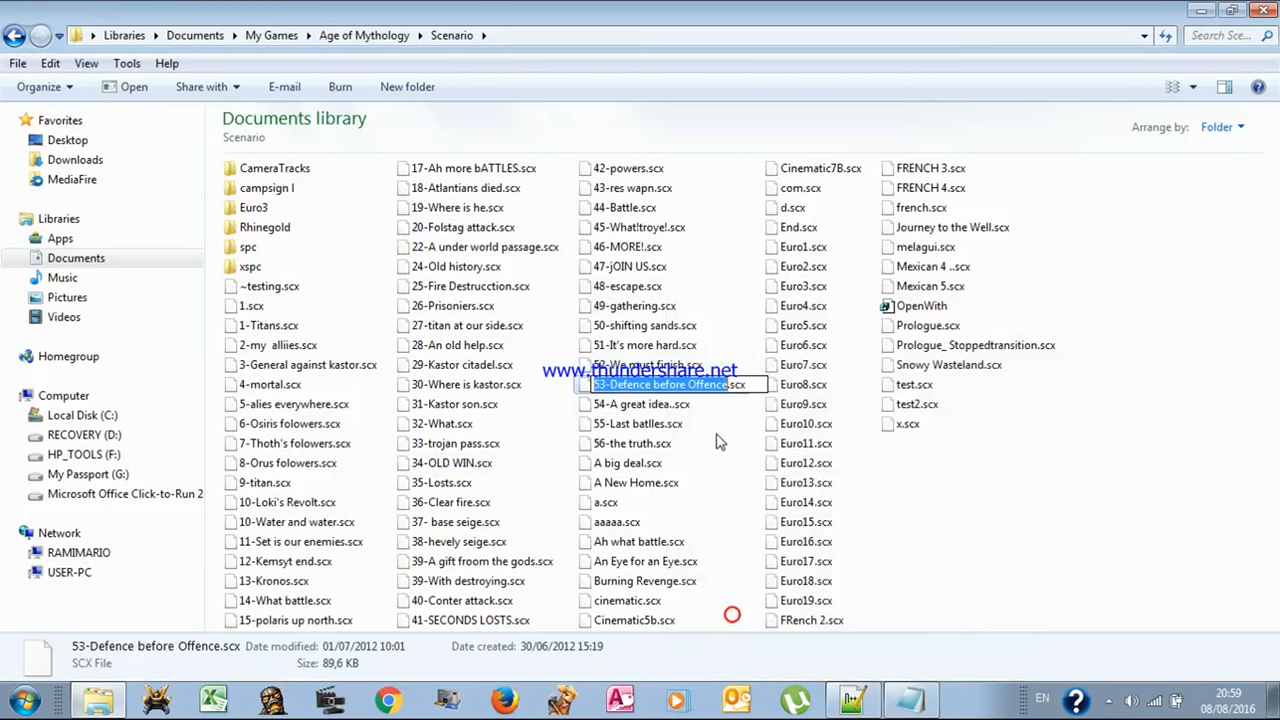 Libraries ▸ Documents ▸ My Games ▸ Age of Mythology ▸ Scenario ▸
Search Sce...
File Edit View Tools Help
Organize Open Share with E-mail Burn New folder
Favorites
Desktop
Downloads
MediaFire
Libraries
Apps
Documents
Music
Pictures
Videos
Homegroup
Computer
Local Disk (C:)
RECOVERY (D:)
HP_TOOLS (F:)
My Passport (G:)
Microsoft Office Click-to-Run 2
Network
RAMIMARIO
USER-PC
Documents library
Scenario
Arrange by: Folder
CameraTracks
campsign I
Euro3
Rhinegold
spc
xspc
~testing.scx
1.scx
1-Titans.scx
2-my aliies.scx
3-General against kastor.scx
4-mortal.scx
5-alies everywhere.scx
6-Osiris folowers.scx
7-Thoth's folowers.scx
8-Orus folowers.scx
9-titan.scx
10-Loki's Revolt.scx
10-Water and water.scx
11-Set is our enemies.scx
12-Kemsyt end.scx
13-Kronos.scx
14-What battle.scx
15-polaris up north.scx
17-Ah more bATTLES.scx
18-Atlantians died.scx
19-Where is he.scx
20-Folstag attack.scx
22-A under world passage.scx
24-Old history.scx
25-Fire Destrucction.scx
26-Prisoniers.scx
27-titan at our side.scx
28-An old help.scx
29-Kastor citadel.scx
30-Where is kastor.scx
31-Kastor son.scx
32-What.scx
33-trojan pass.scx
34-OLD WIN.scx
35-Losts.scx
36-Clear fire.scx
37- base seige.scx
38-hevely seige.scx
39-A gift froom the gods.scx
39-With destroying.scx
40-Conter attack.scx
41-SECONDS LOSTS.scx
42-powers.scx
43-res wapn.scx
44-Battle.scx
45-What!troye!.scx
46-MORE!.scx
47-jOIN US.scx
48-escape.scx
49-gathering.scx
50-shifting sands.scx
51-It's more hard.scx
52-We must finish.scx
www.thundershare.net
53-Defence before Offence.scx
54-A great idea..scx
55-Last batlles.scx
56-the truth.scx
A big deal.scx
A New Home.scx
a.scx
aaaaa.scx
Ah what battle.scx
An Eye for an Eye.scx
Burning Revenge.scx
cinematic.scx
Cinematic5b.scx
Cinematic7B.scx
com.scx
d.scx
End.scx
Euro1.scx
Euro2.scx
Euro3.scx
Euro4.scx
Euro5.scx
Euro6.scx
Euro7.scx
Euro8.scx
Euro9.scx
Euro10.scx
Euro11.scx
Euro12.scx
Euro13.scx
Euro14.scx
Euro15.scx
Euro16.scx
Euro17.scx
Euro18.scx
Euro19.scx
FRench 2.scx
FRENCH 3.scx
FRENCH 4.scx
french.scx
Journey to the Well.scx
melagui.scx
Mexican 4 ..scx
Mexican 5.scx
OpenWith
Prologue.scx
Prologue_ Stoppedtransition.scx
Snowy Wasteland.scx
test.scx
test2.scx
x.scx
53-Defence before Offence.scx Date modified: 01/07/2012 10:01 Date created: 30/06/2012 15:19
SCX File Size: 89,6 KB
EN
20:59
08/08/2016